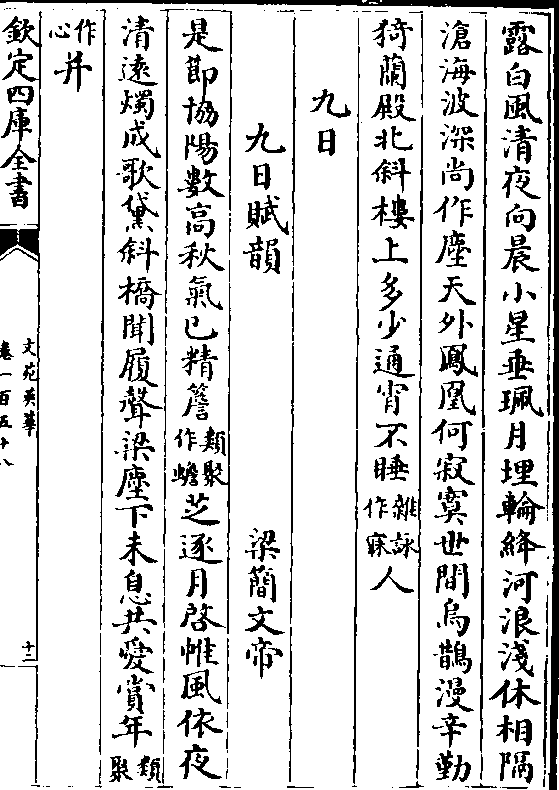 露白風清夜向晨小星垂珮月埋輪絳河浪淺休相隔
滄海波深尚作塵天外鳳凰何寂寞世間烏鵲漫辛勤
猗蘭殿北斜樓上多少通宵不睡雜詠作寐人
九日
九日賦韻 梁簡文帝
是節協陽數高秋氣已精簷類聚作蟾芝逐月啓帷風依夜
清遠燭成歌黛斜橋聞履聲梁塵下未息共愛賞年類聚
作心并
欽定四庫全書
文苑英華
卷一百五十八
十三